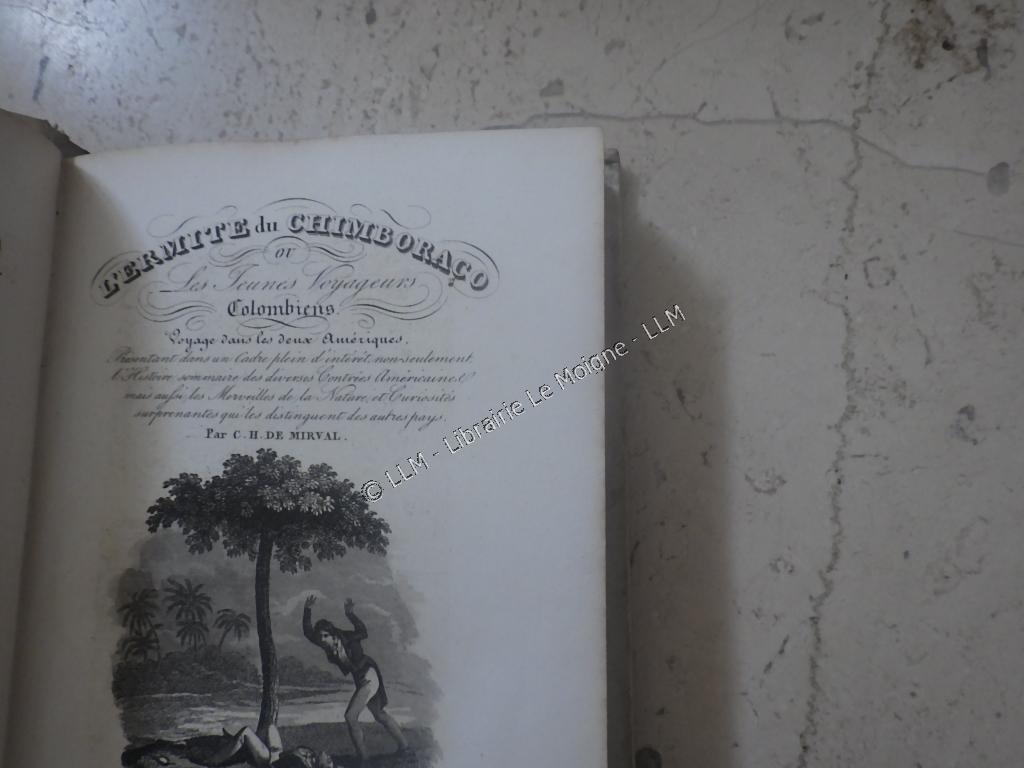 L'ERMITE du CHIMBORAÇO
OU
Les Jeunes Voyageurs
Colombiens.
Voyage dans les deux Amériques,
Présentant dans un Cadre plein d'intérêt, non-seulement
l'Histoire sommaire des diverses Contrées Américaines
mais aussi les Merveilles de la Nature, et Curiosités
surprenantes qui les distinguent des autres pays.
Par C. H. DE MIRVAL.
© LLM - Librairie Le Moigne - LLM